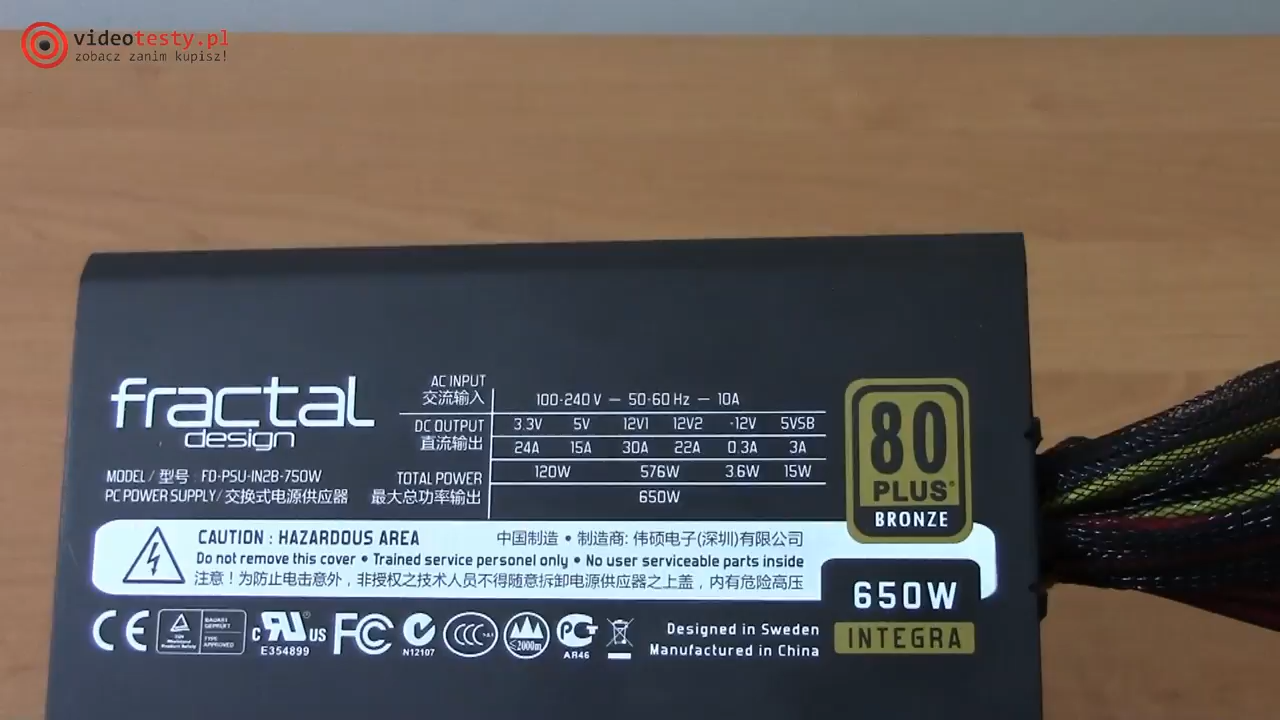 videotesty.pl
zobacz zanim kupisz!
fractal
design
MODEL / 型号 FD-PSU-IN2B-750W
PC POWER SUPPLY / 交换式电源供应器
AC INPUT
交流输入
100-240 V — 50-60 Hz — 10A
DC OUTPUT
直流输出
3.3V 5V 12V1 12V2 -12V 5VSB
24A 15A 30A 22A 0.3A 3A
TOTAL POWER
最大总功率输出
120W 576W 3.6W 15W
650W
80
PLUS
BRONZE
CAUTION : HAZARDOUS AREA
中国制造 • 制造商: 伟硕电子(深圳)有限公司
Do not remove this cover • Trained service personel only • No user serviceable parts inside
注意！为防止电击意外，非授权之技术人员不得随意拆卸电源供应器之上盖，内有危险高压
650W
INTEGRA
CE
c RU US
E354899
FC
N12107
CCC
≤2000m
PCT
AR46
Designed in Sweden
Manufactured in China